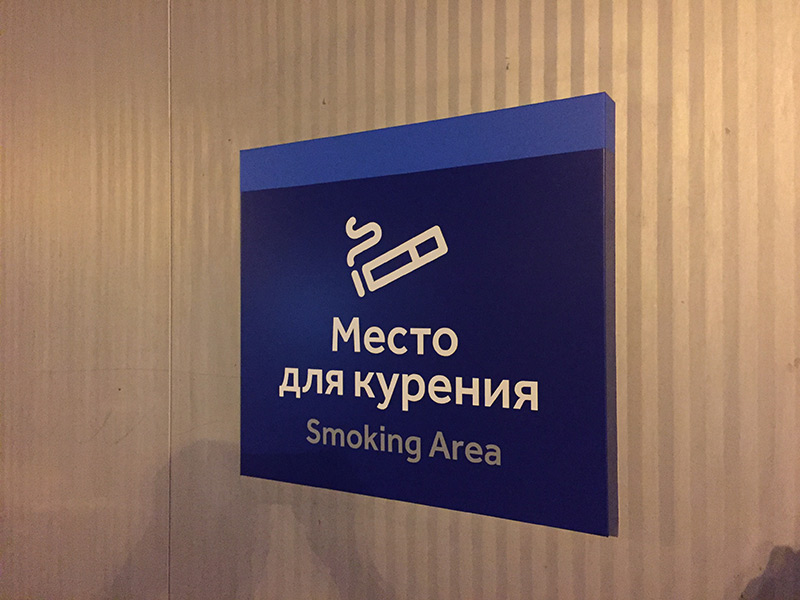 Место
для курения
Smoking Area